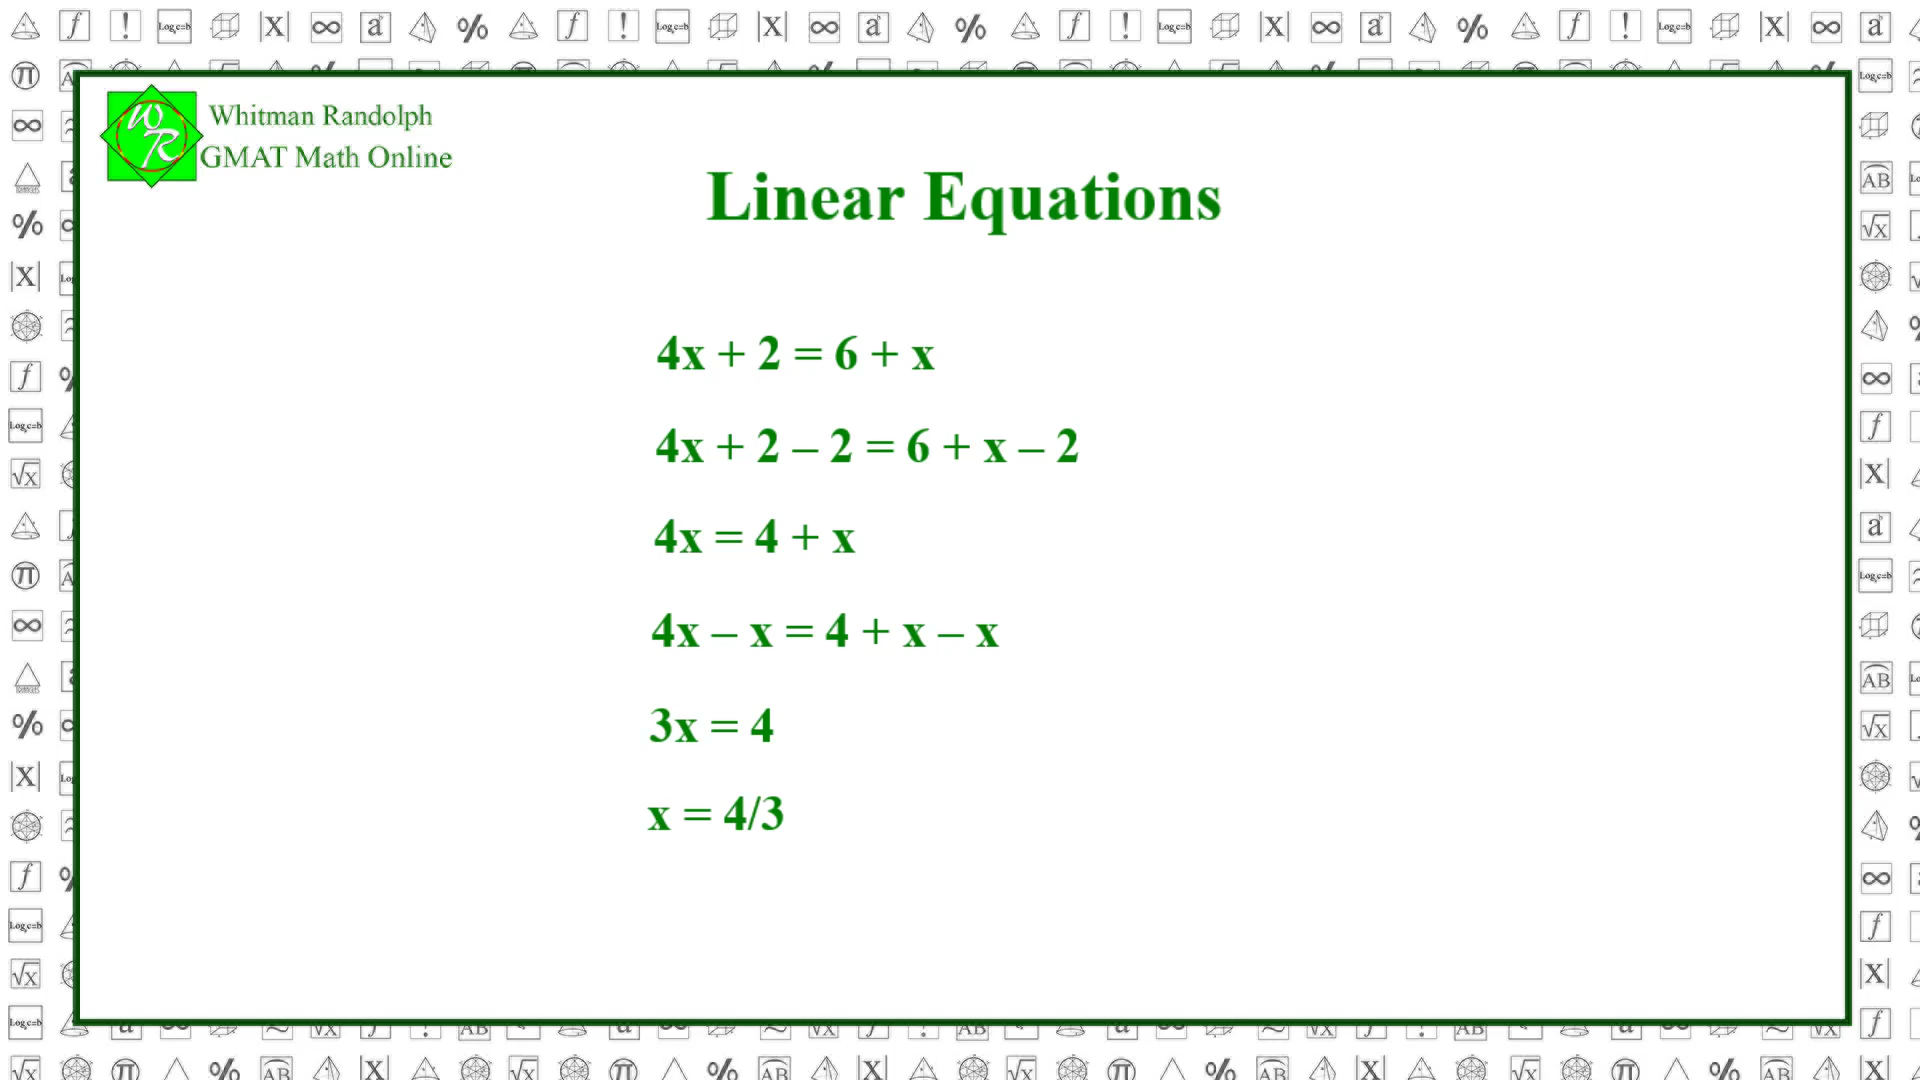 Whitman Randolph
GMAT Math Online
Linear Equations
4x + 2 = 6 + x
4x + 2 – 2 = 6 + x – 2
4x = 4 + x
4x – x = 4 + x – x
3x = 4
x = 4/3